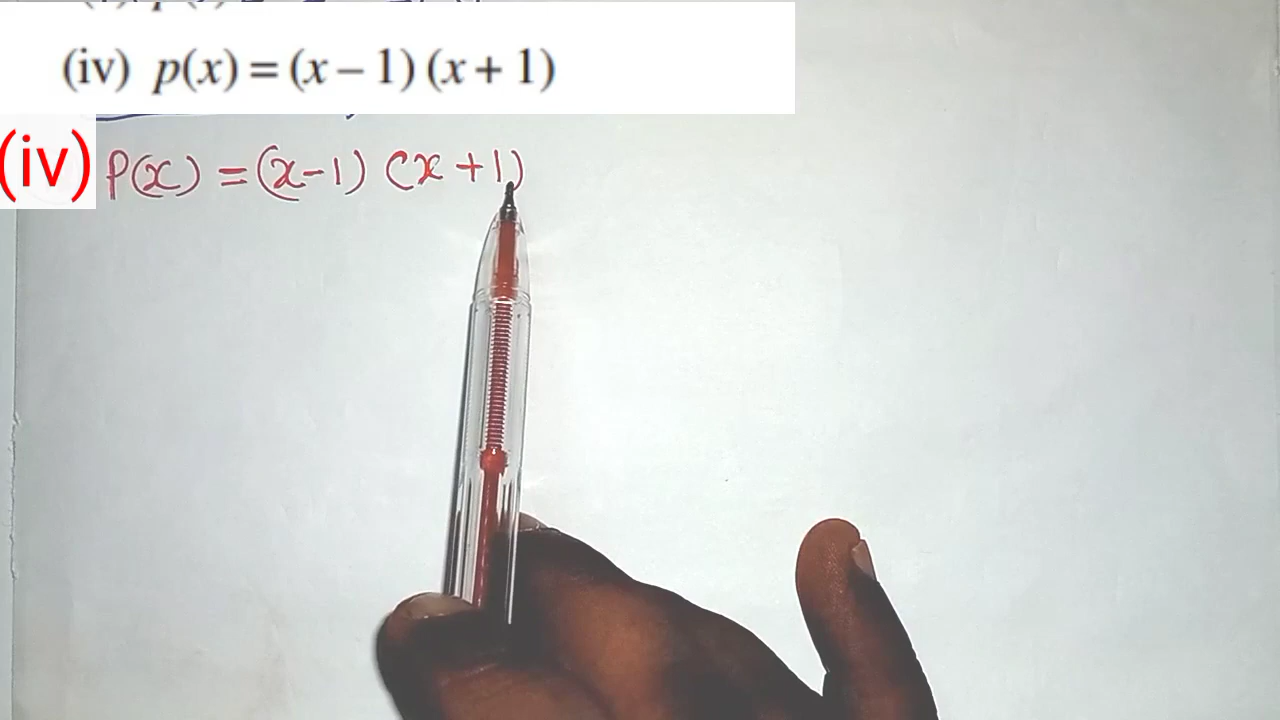 (iv) p(x) = (x – 1) (x + 1)
(iv) P(x) = (x-1) (x +1)